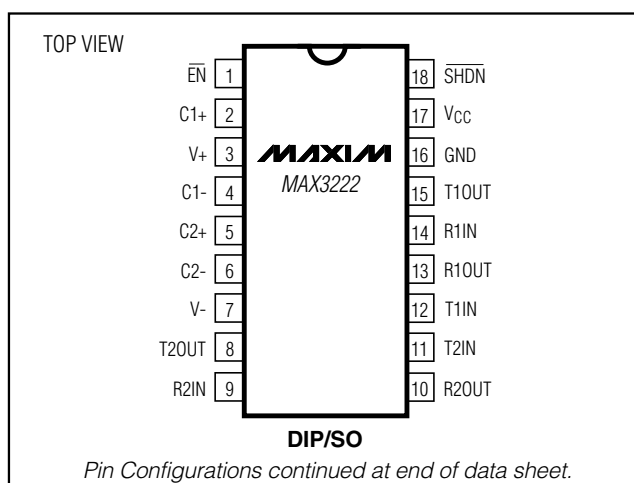 TOP VIEW
EN 1
C1+ 2
V+ 3
C1- 4
C2+ 5
C2- 6
V- 7
T2OUT 8
R2IN 9
MAXIM
MAX3222
18 SHDN
17 VCC
16 GND
15 T1OUT
14 R1IN
13 R1OUT
12 T1IN
11 T2IN
10 R2OUT
DIP/SO
Pin Configurations continued at end of data sheet.